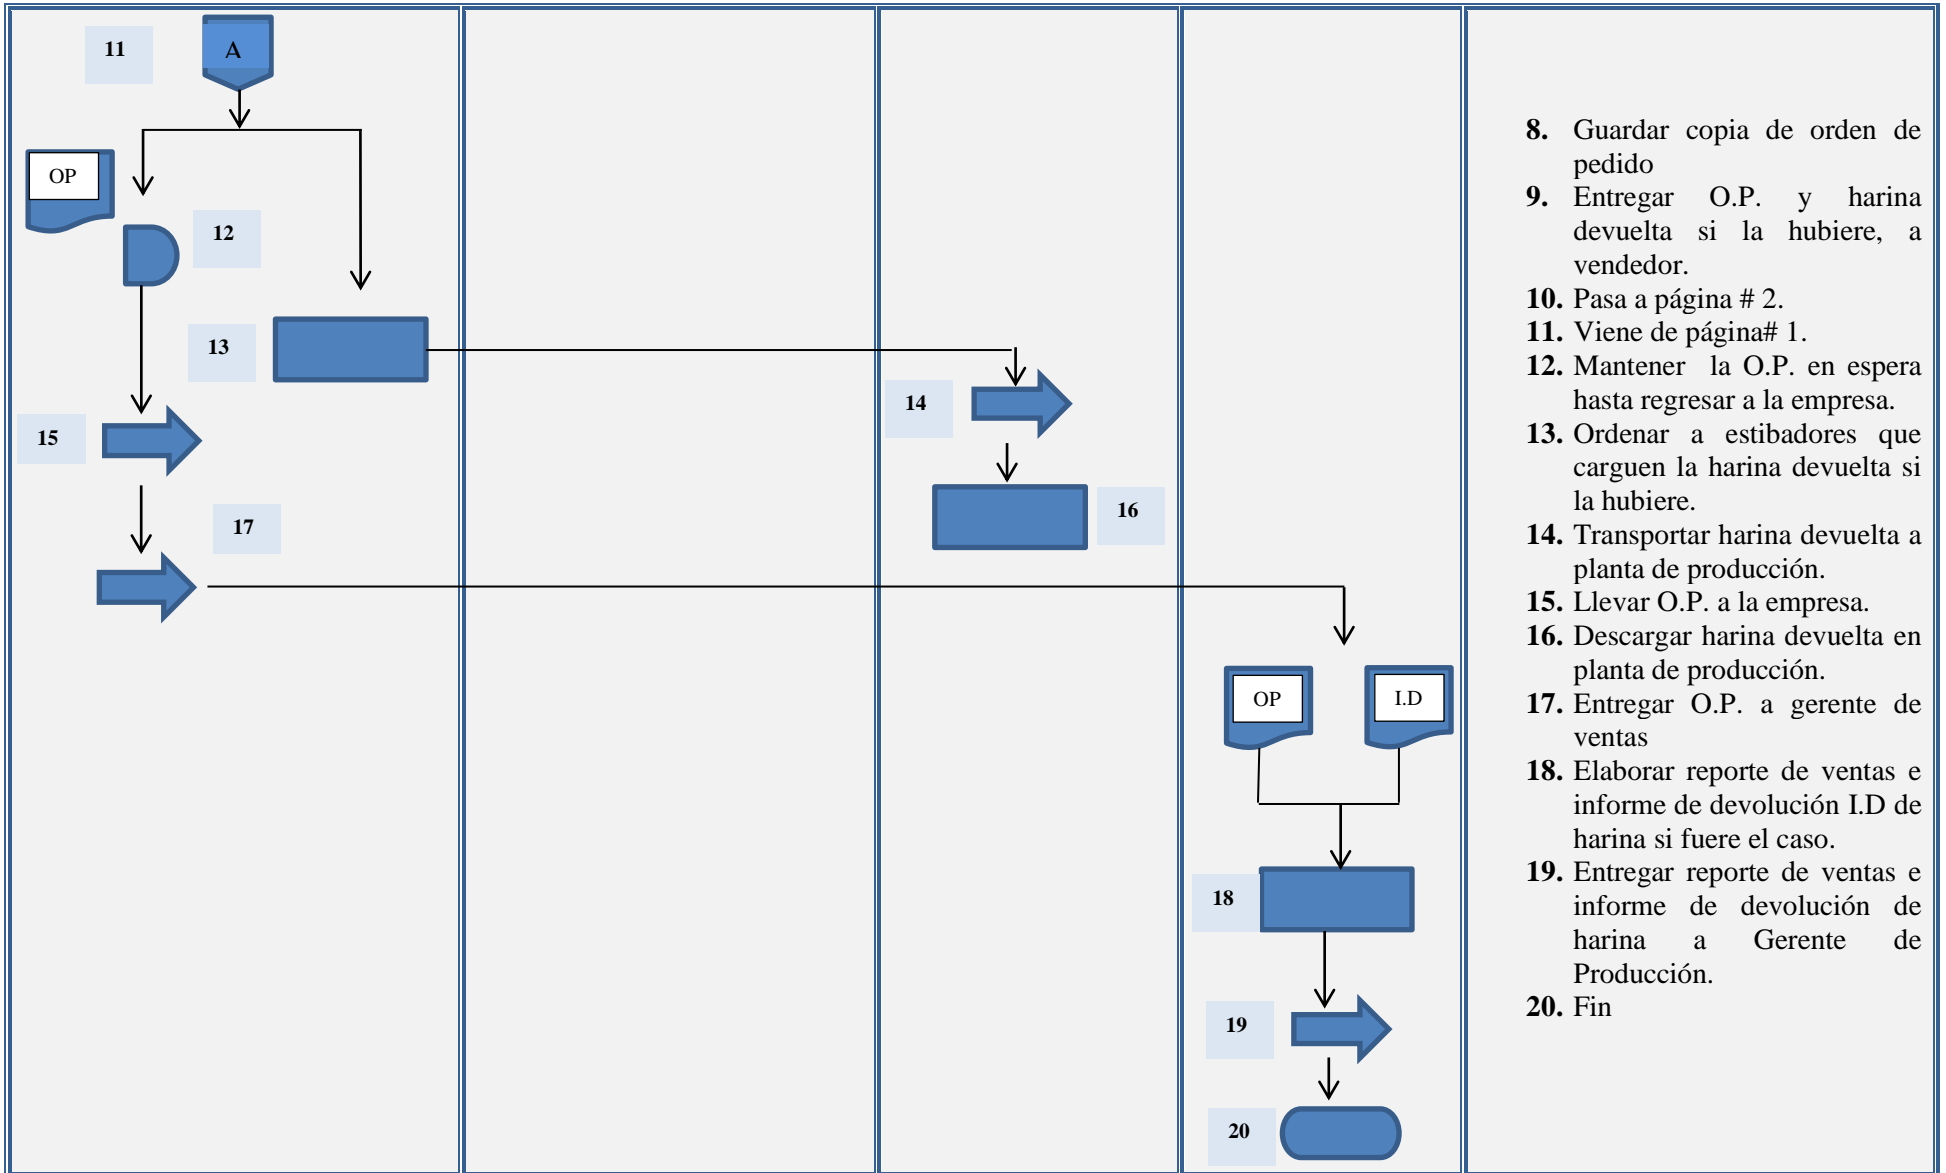 11
A
OP
12
13
14
15
16
17
OP
I.D
18
19
20
8. Guardar copia de orden de
pedido
9. Entregar O.P. y harina
devuelta si la hubiere, a
vendedor.
10. Pasa a página # 2.
11. Viene de página# 1.
12. Mantener la O.P. en espera
hasta regresar a la empresa.
13. Ordenar a estibadores que
carguen la harina devuelta si
la hubiere.
14. Transportar harina devuelta a
planta de producción.
15. Llevar O.P. a la empresa.
16. Descargar harina devuelta en
planta de producción.
17. Entregar O.P. a gerente de
ventas
18. Elaborar reporte de ventas e
informe de devolución I.D de
harina si fuere el caso.
19. Entregar reporte de ventas e
informe de devolución de
harina a Gerente de
Producción.
20. Fin